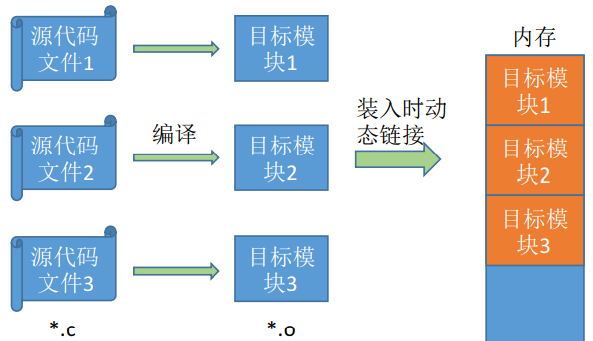 源代码
文件1
目标模
块1
内存
目标模
块1
装入时动
态链接
编译
源代码
文件2
目标模
块2
目标模
块2
目标模
块3
源代码
文件3
目标模
块3
*.c
*.o